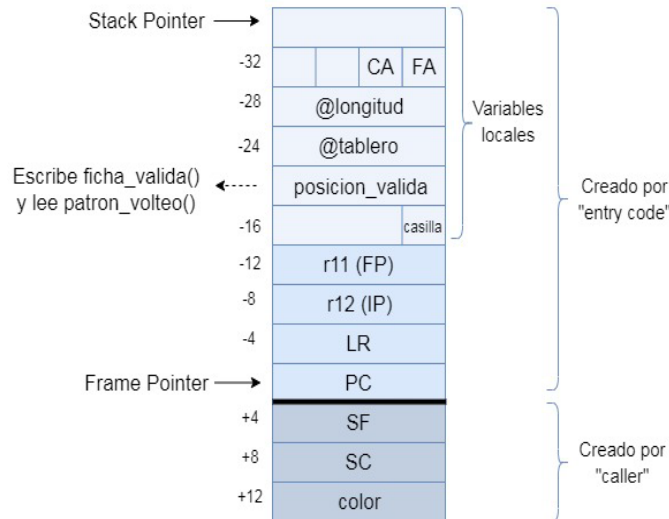 Stack Pointer
-32
CA
FA
-28
@longitud
Variables
locales
-24
@tablero
Escribe ficha_valida()
y lee patron_volteo()
posicion_valida
Creado por
"entry code"
-16
casilla
-12
r11 (FP)
-8
r12 (IP)
-4
LR
Frame Pointer
PC
+4
SF
+8
SC
Creado por
"caller"
+12
color